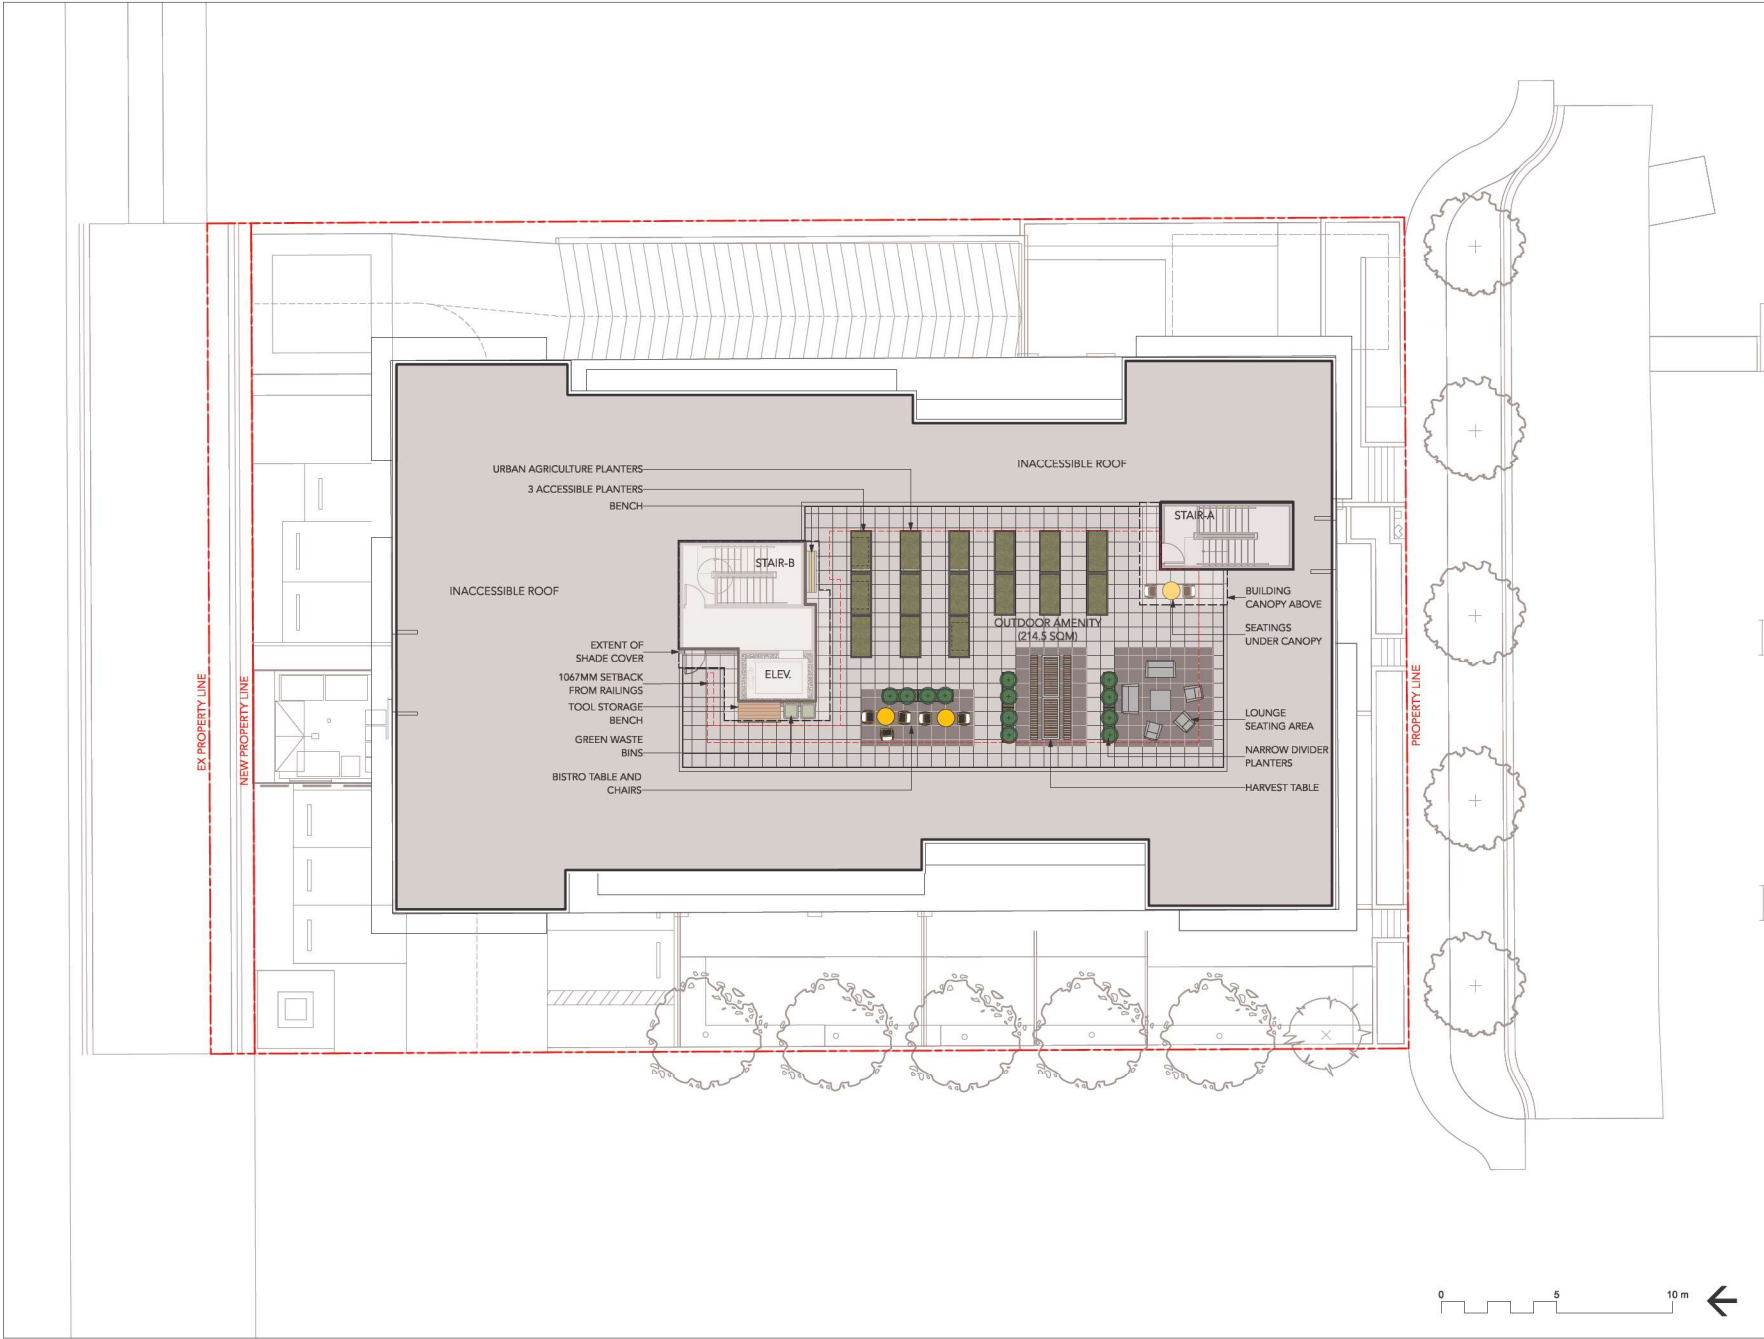 URBAN AGRICULTURE PLANTERS
3 ACCESSIBLE PLANTERS
BENCH
INACCESSIBLE ROOF
STAIR-A
STAIR-B
INACCESSIBLE ROOF
OUTDOOR AMENITY
(214.5 SQM)
BUILDING
CANOPY ABOVE
SEATINGS
UNDER CANOPY
EXTENT OF
SHADE COVER
ELEV.
1067MM SETBACK
FROM RAILINGS
TOOL STORAGE
BENCH
GREEN WASTE
BINS
BISTRO TABLE AND
CHAIRS
LOUNGE
SEATING AREA
NARROW DIVIDER
PLANTERS
HARVEST TABLE
EX PROPERTY LINE
NEW PROPERTY LINE
PROPERTY LINE
0 5 10 m